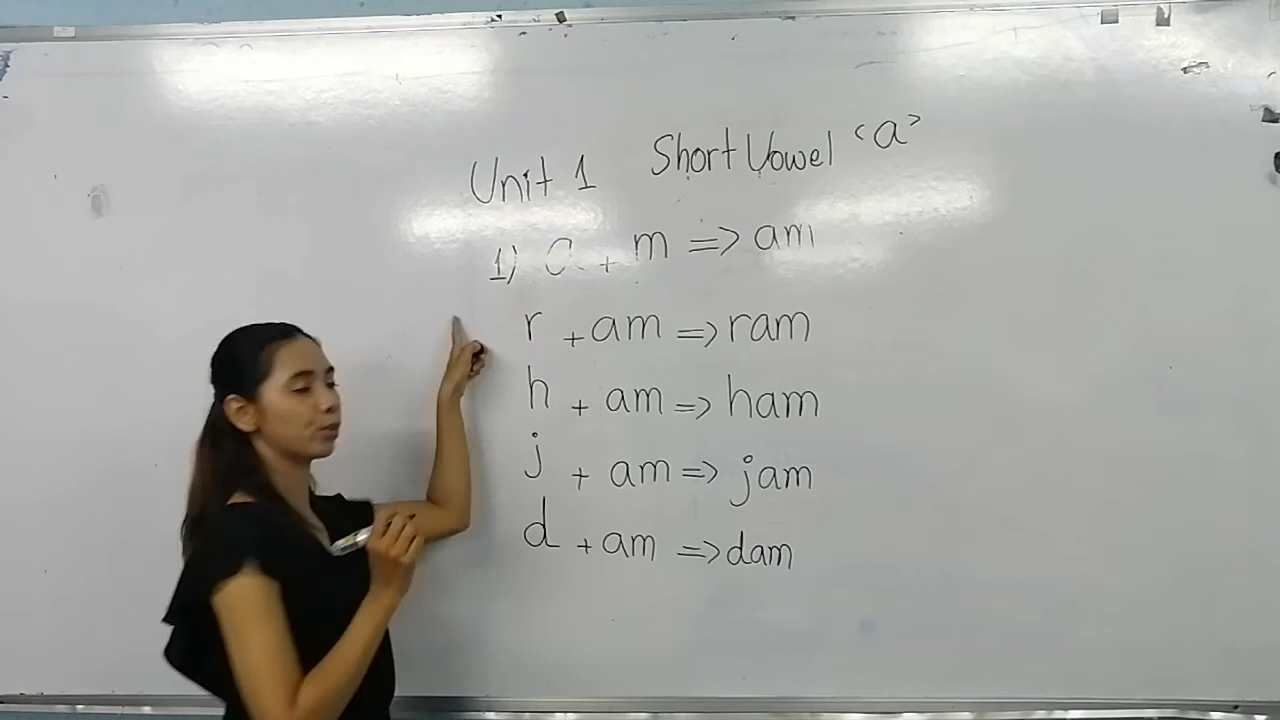 Unit 1 Short Vowel 'a'
1) a + m => am
r + am => ram
h + am => ham
j + am => jam
d + am => dam